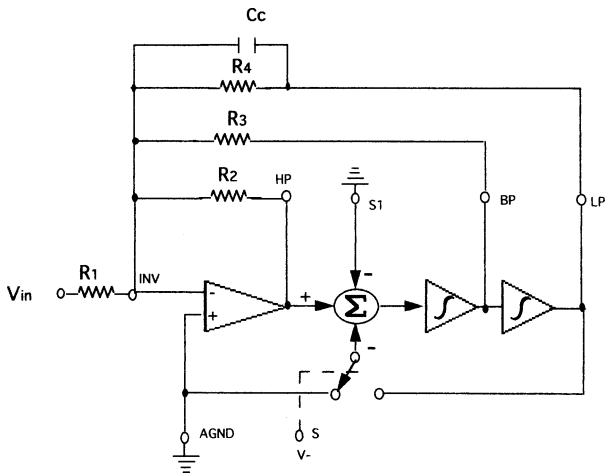 Cc
R4
R3
R2
HP
S1
BP
LP
R1
INV
Vin
-
+
+
-
Σ
∫
∫
-
AGND
S
V-